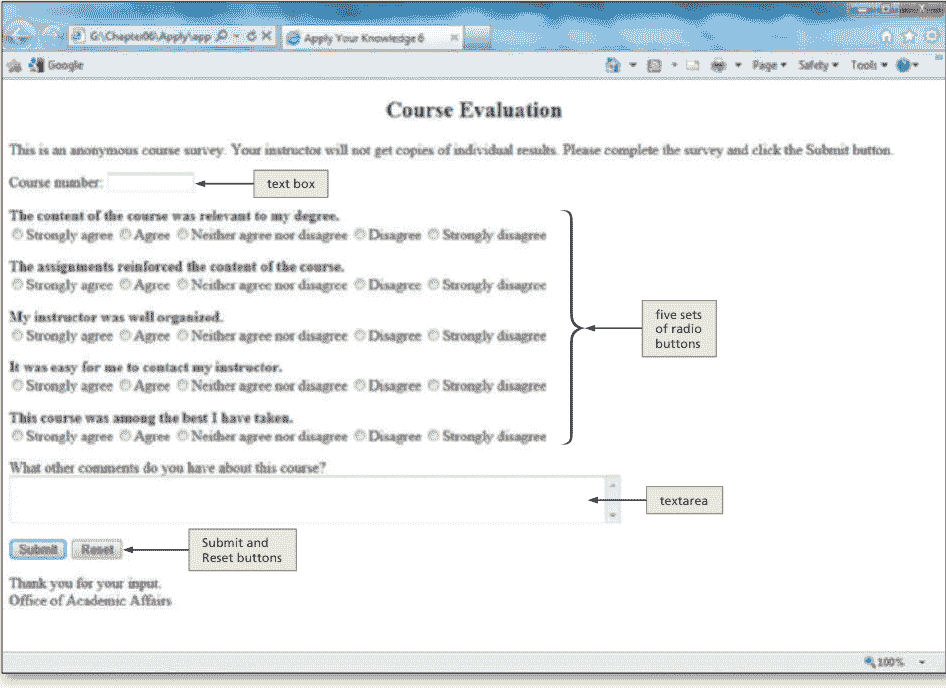 G:\Chapter06\Apply\app
Apply Your Knowledge 6
Google
Page
Safety
Tools
Course Evaluation
This is an anonymous course survey. Your instructor will not get copies of individual results. Please complete the survey and click the Submit button.
Course number:
text box
The content of the course was relevant to my degree.
Strongly agree Agree Neither agree nor disagree Disagree Strongly disagree
The assignments reinforced the content of the course.
Strongly agree Agree Neither agree nor disagree Disagree Strongly disagree
My instructor was well organized.
Strongly agree Agree Neither agree nor disagree Disagree Strongly disagree
five sets
of radio
buttons
It was easy for me to contact my instructor.
Strongly agree Agree Neither agree nor disagree Disagree Strongly disagree
This course was among the best I have taken.
Strongly agree Agree Neither agree nor disagree Disagree Strongly disagree
What other comments do you have about this course?
textarea
Submit Reset
Submit and
Reset buttons
Thank you for your input.
Office of Academic Affairs
100%